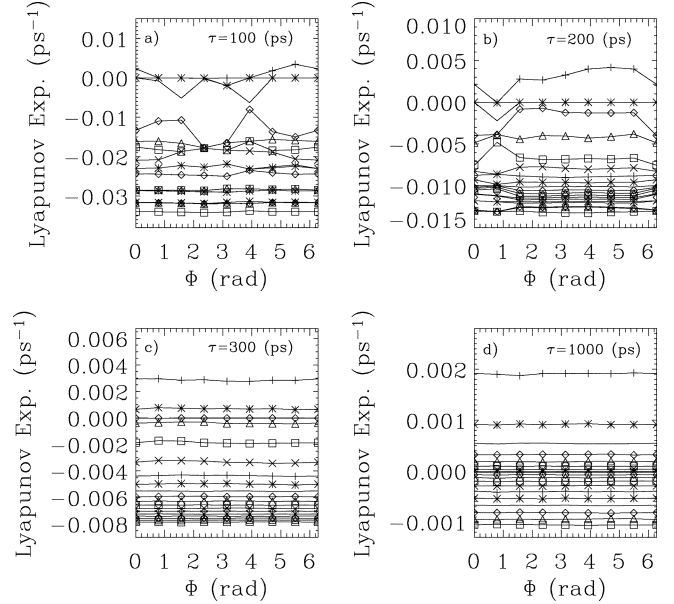 a) τ=100 (ps)
Lyapunov Exp. (ps⁻¹)
0.01
0.00
−0.01
−0.02
−0.03
0 1 2 3 4 5 6
Φ (rad)
b) τ=200 (ps)
Lyapunov Exp. (ps⁻¹)
0.010
0.005
0.000
−0.005
−0.010
−0.015
0 1 2 3 4 5 6
Φ (rad)
c) τ=300 (ps)
Lyapunov Exp. (ps⁻¹)
0.006
0.004
0.002
0.000
−0.002
−0.004
−0.006
−0.008
0 1 2 3 4 5 6
Φ (rad)
d) τ=1000 (ps)
Lyapunov Exp. (ps⁻¹)
0.002
0.001
0.000
−0.001
0 1 2 3 4 5 6
Φ (rad)